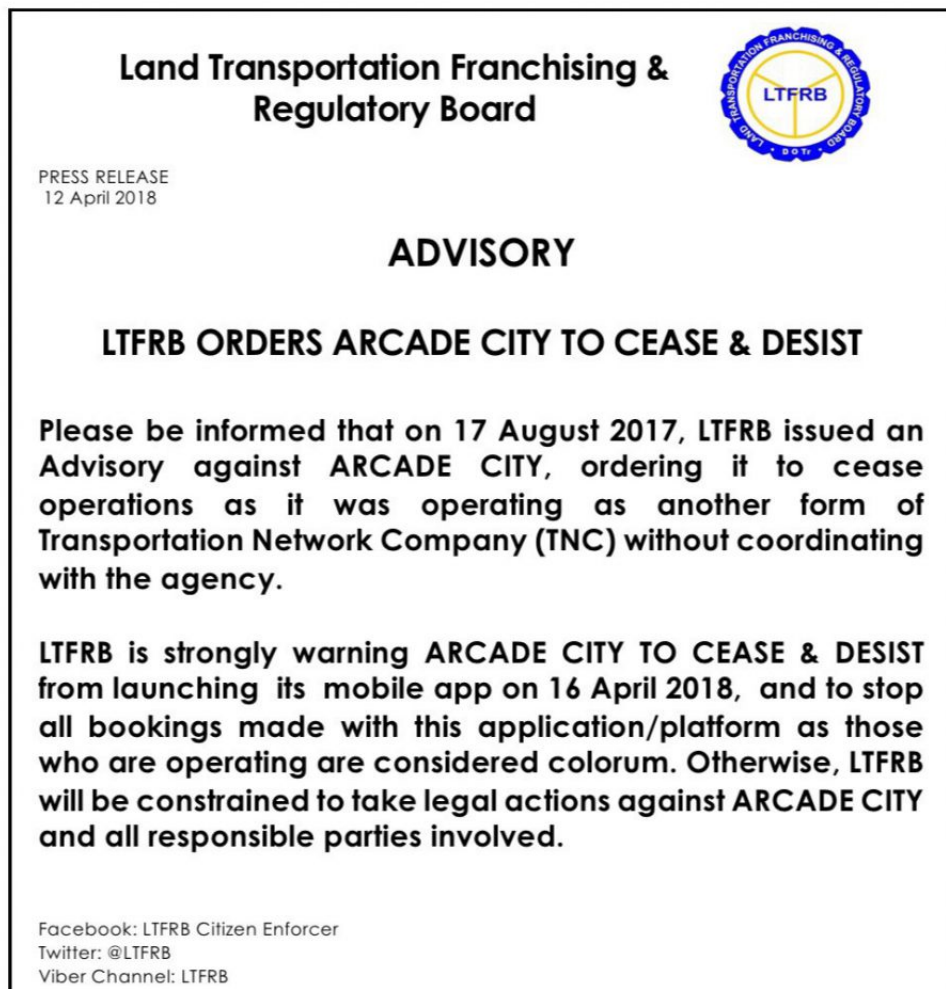 Land Transportation Franchising &
Regulatory Board
LAND TRANSPORTATION FRANCHISING & REGULATORY BOARD
LTFRB
DOTr
PRESS RELEASE
12 April 2018
ADVISORY
LTFRB ORDERS ARCADE CITY TO CEASE & DESIST
Please be informed that on 17 August 2017, LTFRB issued an
Advisory against ARCADE CITY, ordering it to cease
operations as it was operating as another form of
Transportation Network Company (TNC) without coordinating
with the agency.
LTFRB is strongly warning ARCADE CITY TO CEASE & DESIST
from launching its mobile app on 16 April 2018, and to stop
all bookings made with this application/platform as those
who are operating are considered colorum. Otherwise, LTFRB
will be constrained to take legal actions against ARCADE CITY
and all responsible parties involved.
Facebook: LTFRB Citizen Enforcer
Twitter: @LTFRB
Viber Channel: LTFRB